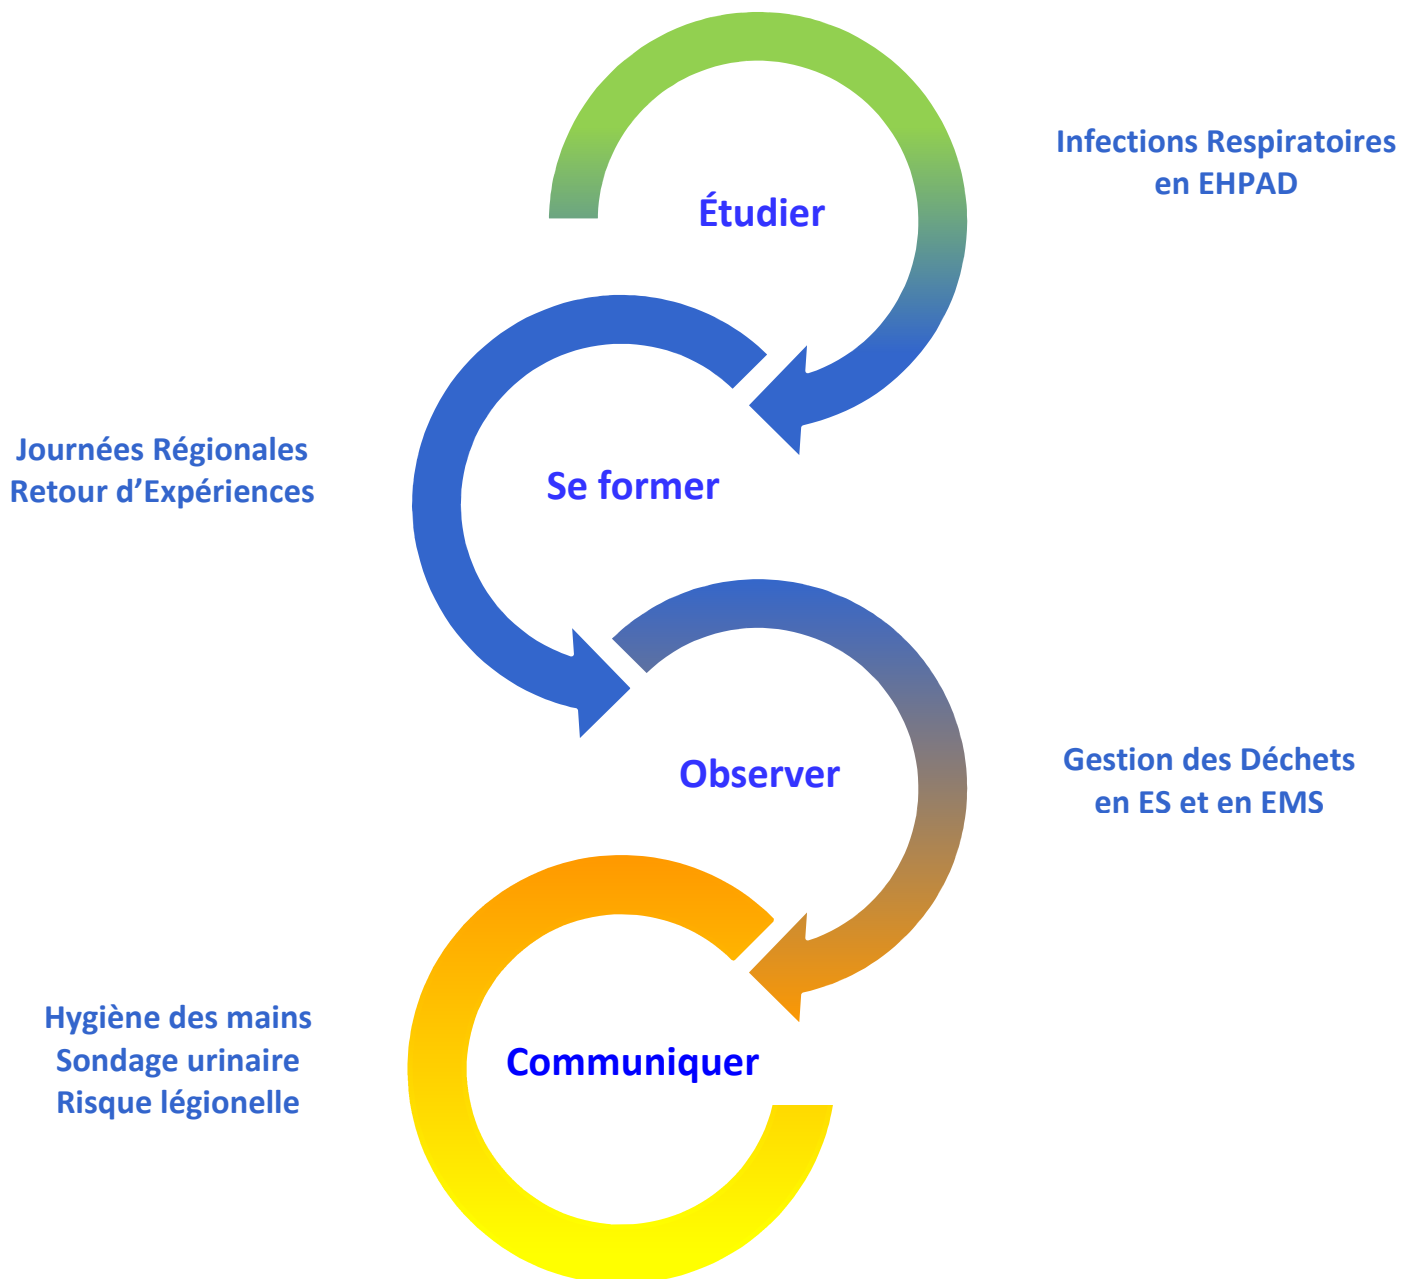 Infections Respiratoires
en EHPAD
Étudier
Journées Régionales
Retour d’Expériences
Se former
Observer
Gestion des Déchets
en ES et en EMS
Hygiène des mains
Sondage urinaire
Risque légionelle
Communiquer